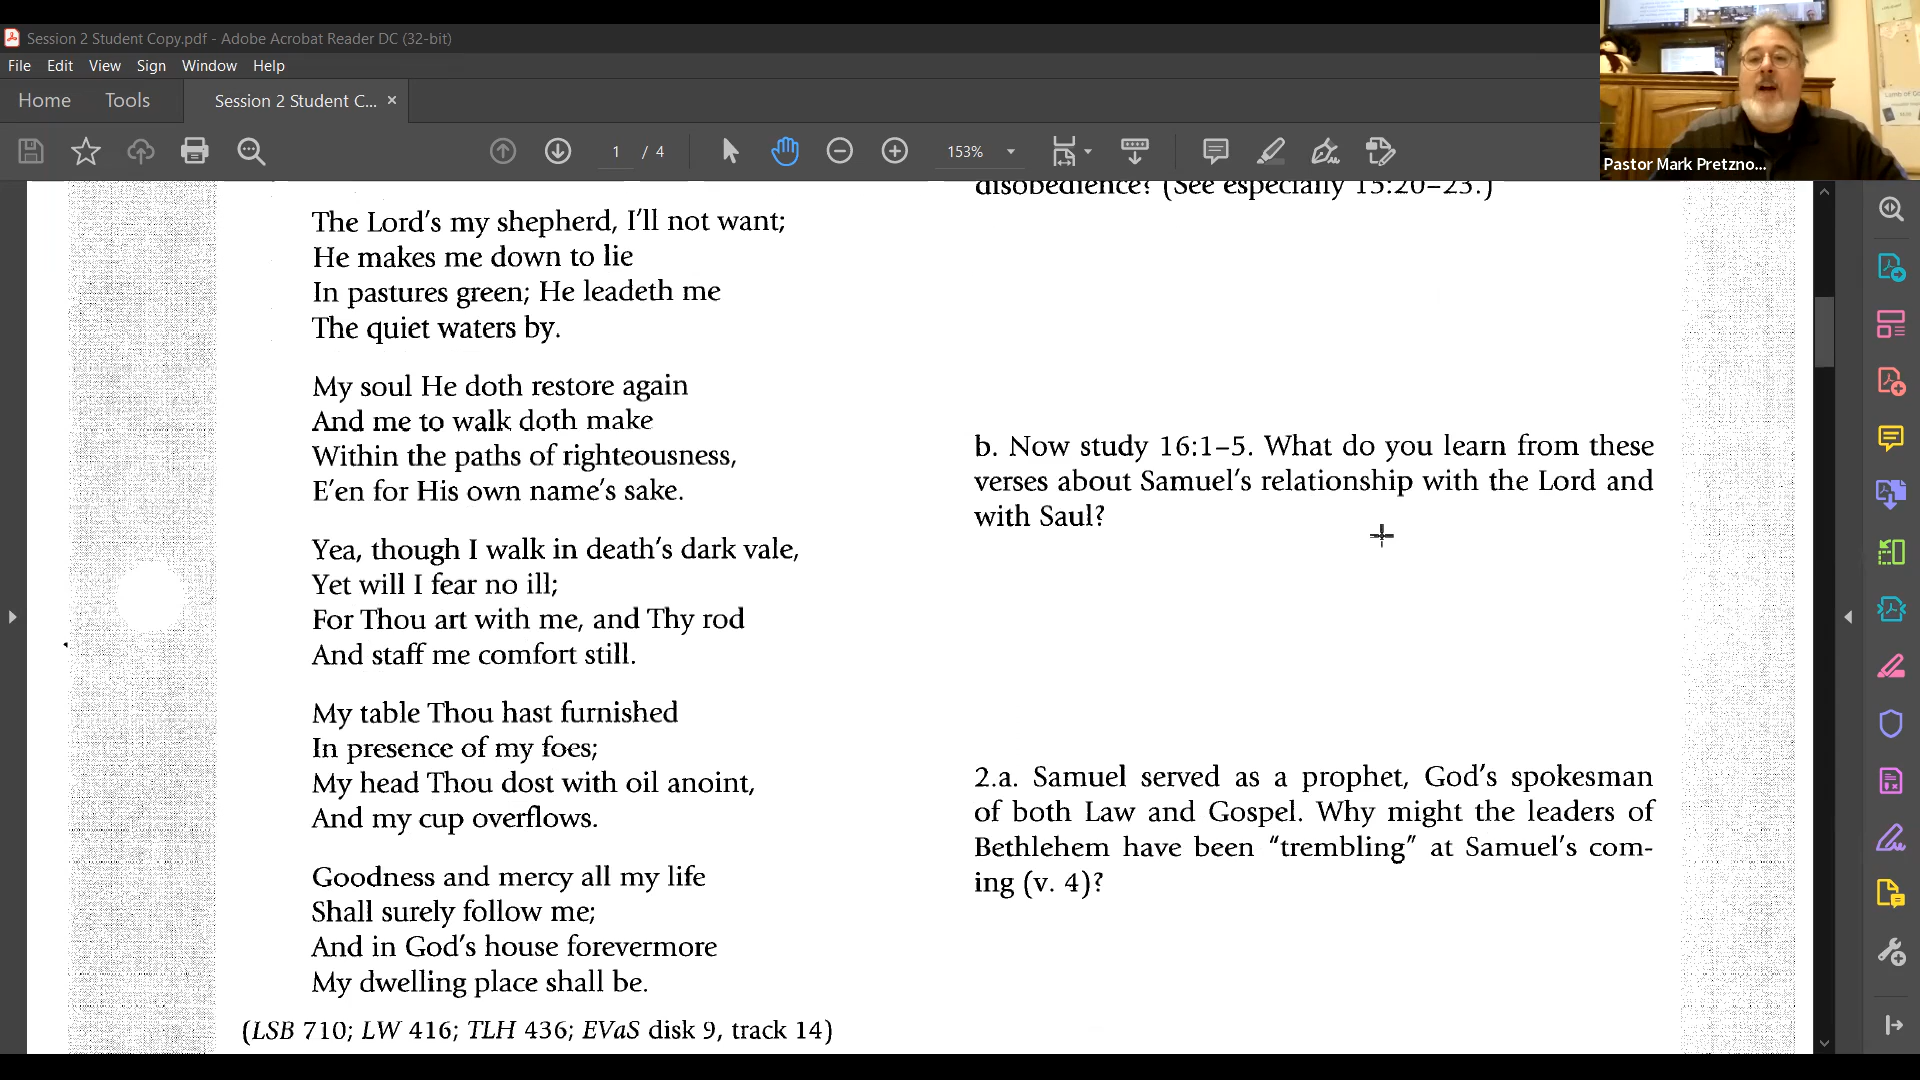 Session 2 Student Copy.pdf - Adobe Acrobat Reader DC (32-bit)
File Edit View Sign Window Help
Home Tools Session 2 Student C... ×
1 / 4 153%
Pastor Mark Pretzno...
The Lord's my shepherd, I'll not want;
He makes me down to lie
In pastures green; He leadeth me
The quiet waters by.
My soul He doth restore again
And me to walk doth make
Within the paths of righteousness,
E'en for His own name's sake.
Yea, though I walk in death's dark vale,
Yet will I fear no ill;
For Thou art with me, and Thy rod
And staff me comfort still.
My table Thou hast furnished
In presence of my foes;
My head Thou dost with oil anoint,
And my cup overflows.
Goodness and mercy all my life
Shall surely follow me;
And in God's house forevermore
My dwelling place shall be.
(LSB 710; LW 416; TLH 436; EVaS disk 9, track 14)
disobedience? (See especially 15:20–23.)
b. Now study 16:1–5. What do you learn from these
verses about Samuel's relationship with the Lord and
with Saul?
2.a. Samuel served as a prophet, God's spokesman
of both Law and Gospel. Why might the leaders of
Bethlehem have been “trembling” at Samuel's com-
ing (v. 4)?